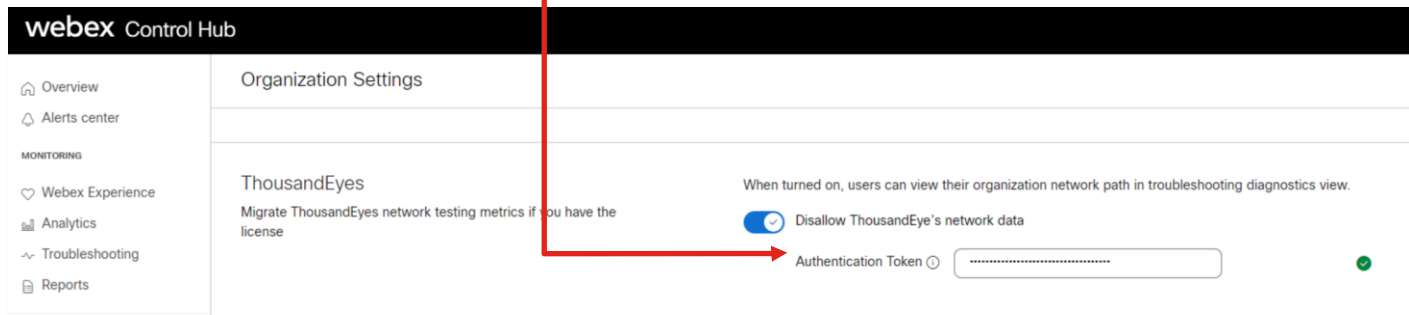 webex Control Hub
Overview
Alerts center
MONITORING
Webex Experience
Analytics
Troubleshooting
Reports
Organization Settings
ThousandEyes
Migrate ThousandEyes network testing metrics if you have the
license
When turned on, users can view their organization network path in troubleshooting diagnostics view.
Disallow ThousandEye's network data
Authentication Token